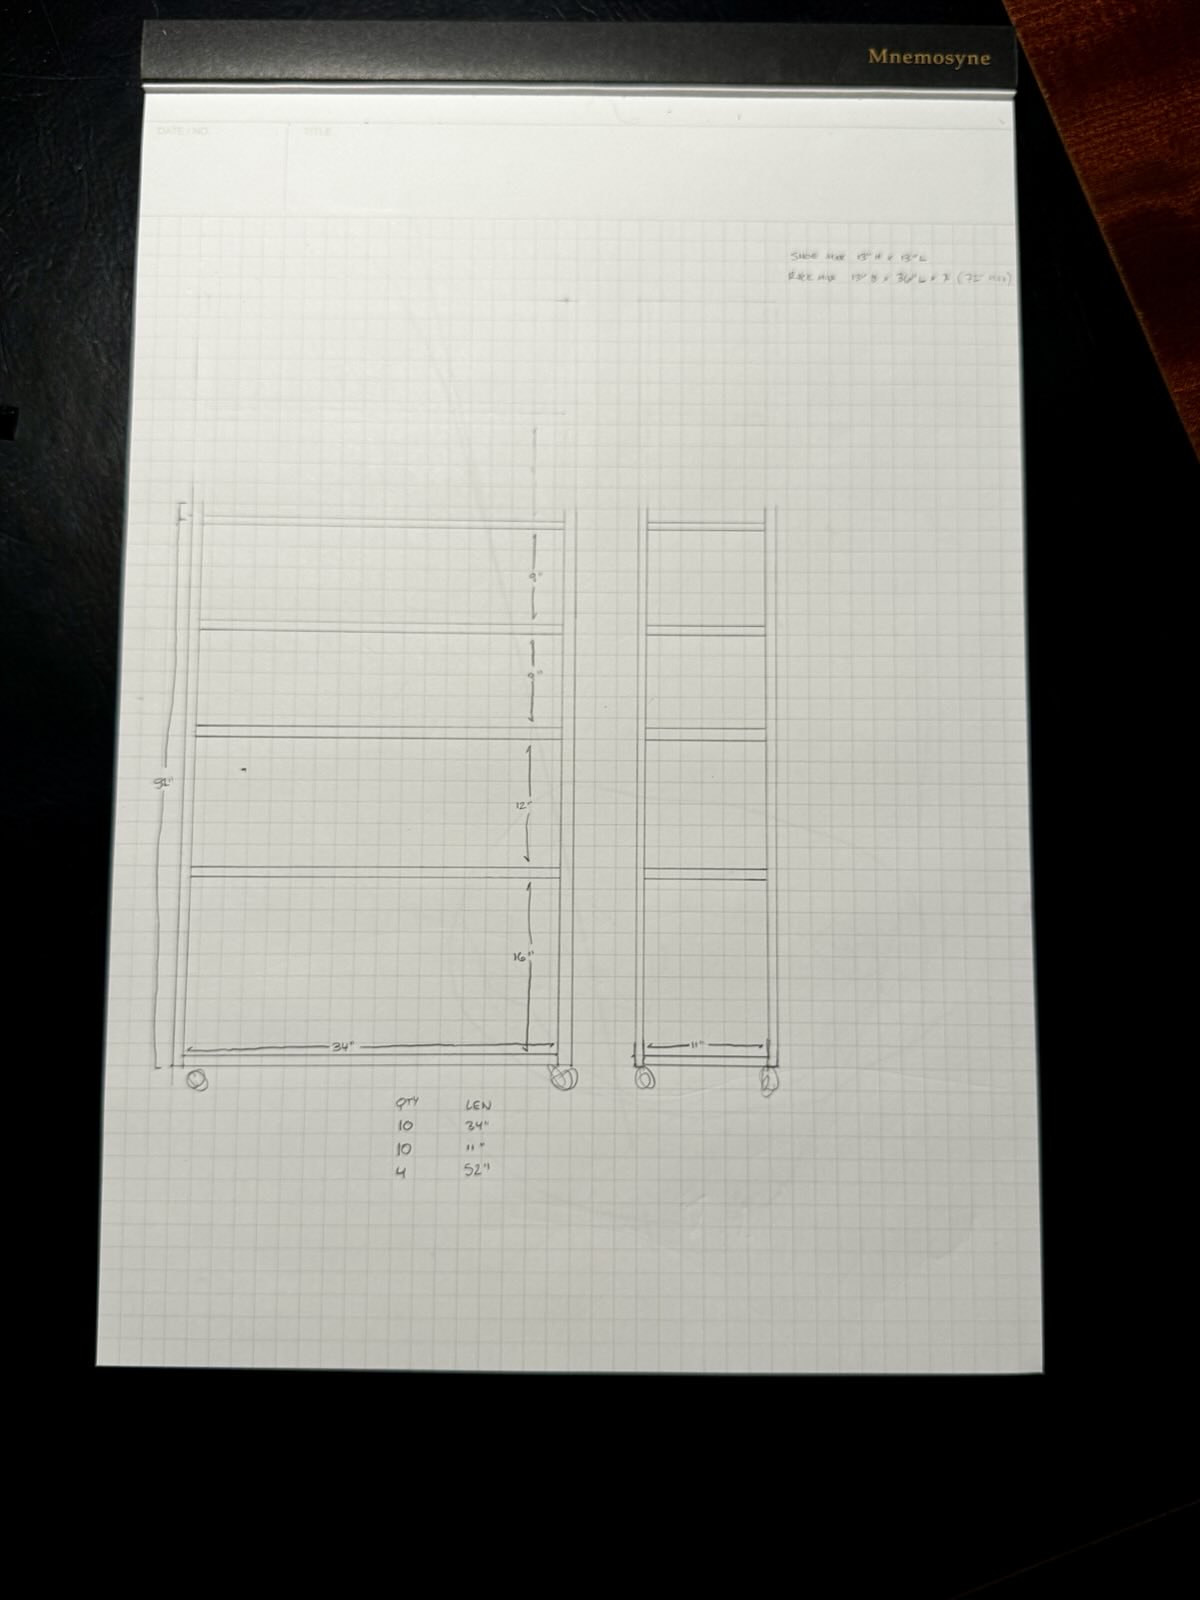 Mnemosyne
DATE / NO. TITLE
SHOE MAX 13" H x 13" L
RACK MAX 13" D x 36" L x (72" MAX)
9"
9"
12"
16"
34" 11"
QTY LEN
10 34"
10 11"
4 52"